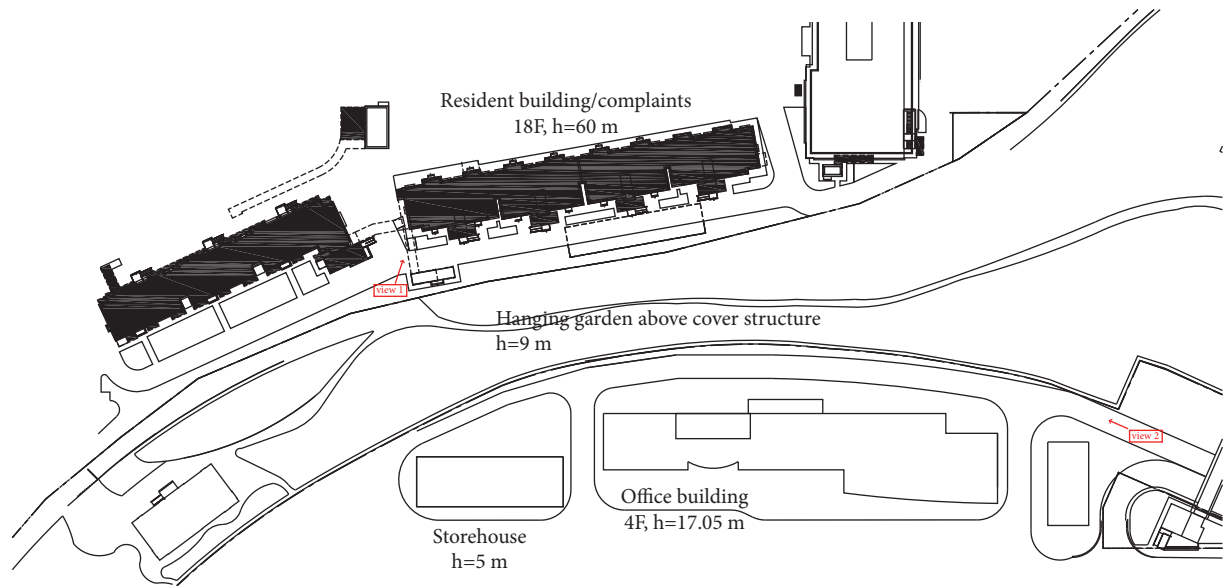 Resident building/complaints
18F, h=60 m
view 1
Hanging garden above cover structure
h=9 m
view 2
Office building
4F, h=17.05 m
Storehouse
h=5 m